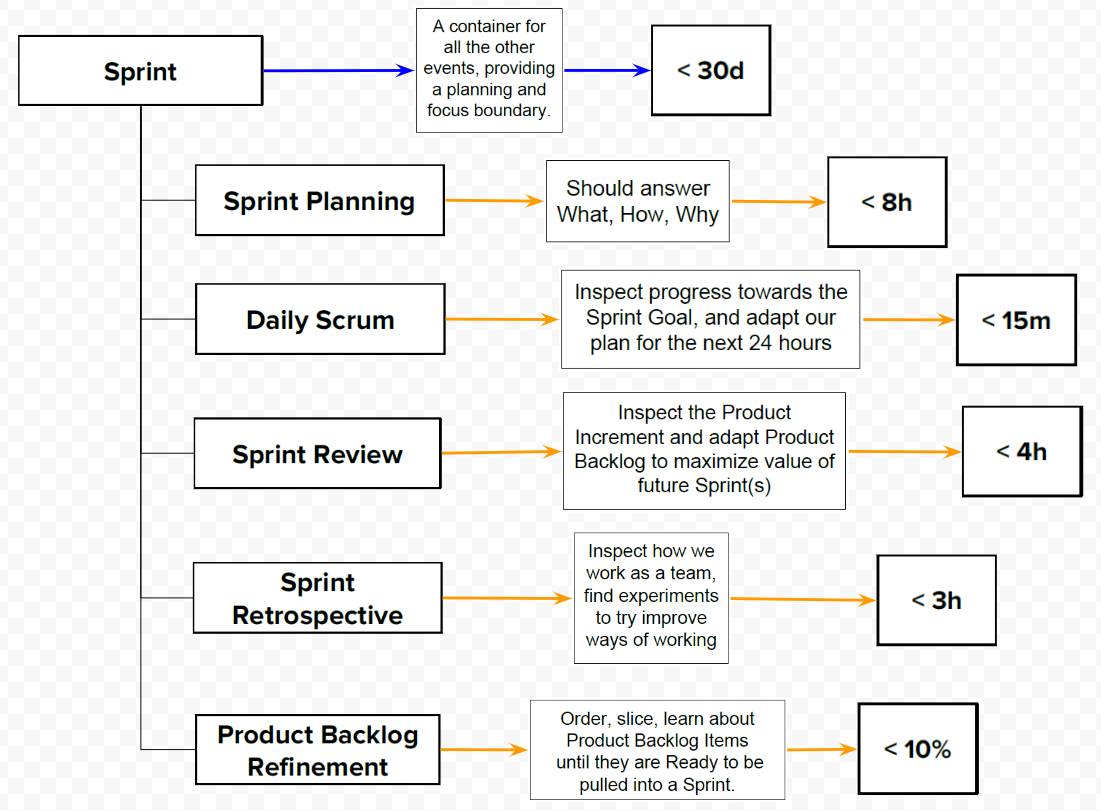 Sprint
A container for
all the other
events, providing
a planning and
focus boundary.
< 30d
Sprint Planning
Should answer
What, How, Why
< 8h
Daily Scrum
Inspect progress towards the
Sprint Goal, and adapt our
plan for the next 24 hours
< 15m
Sprint Review
Inspect the Product
Increment and adapt Product
Backlog to maximize value of
future Sprint(s)
< 4h
Sprint
Retrospective
Inspect how we
work as a team,
find experiments
to try improve
ways of working
< 3h
Product Backlog
Refinement
Order, slice, learn about
Product Backlog Items
until they are Ready to be
pulled into a Sprint.
< 10%